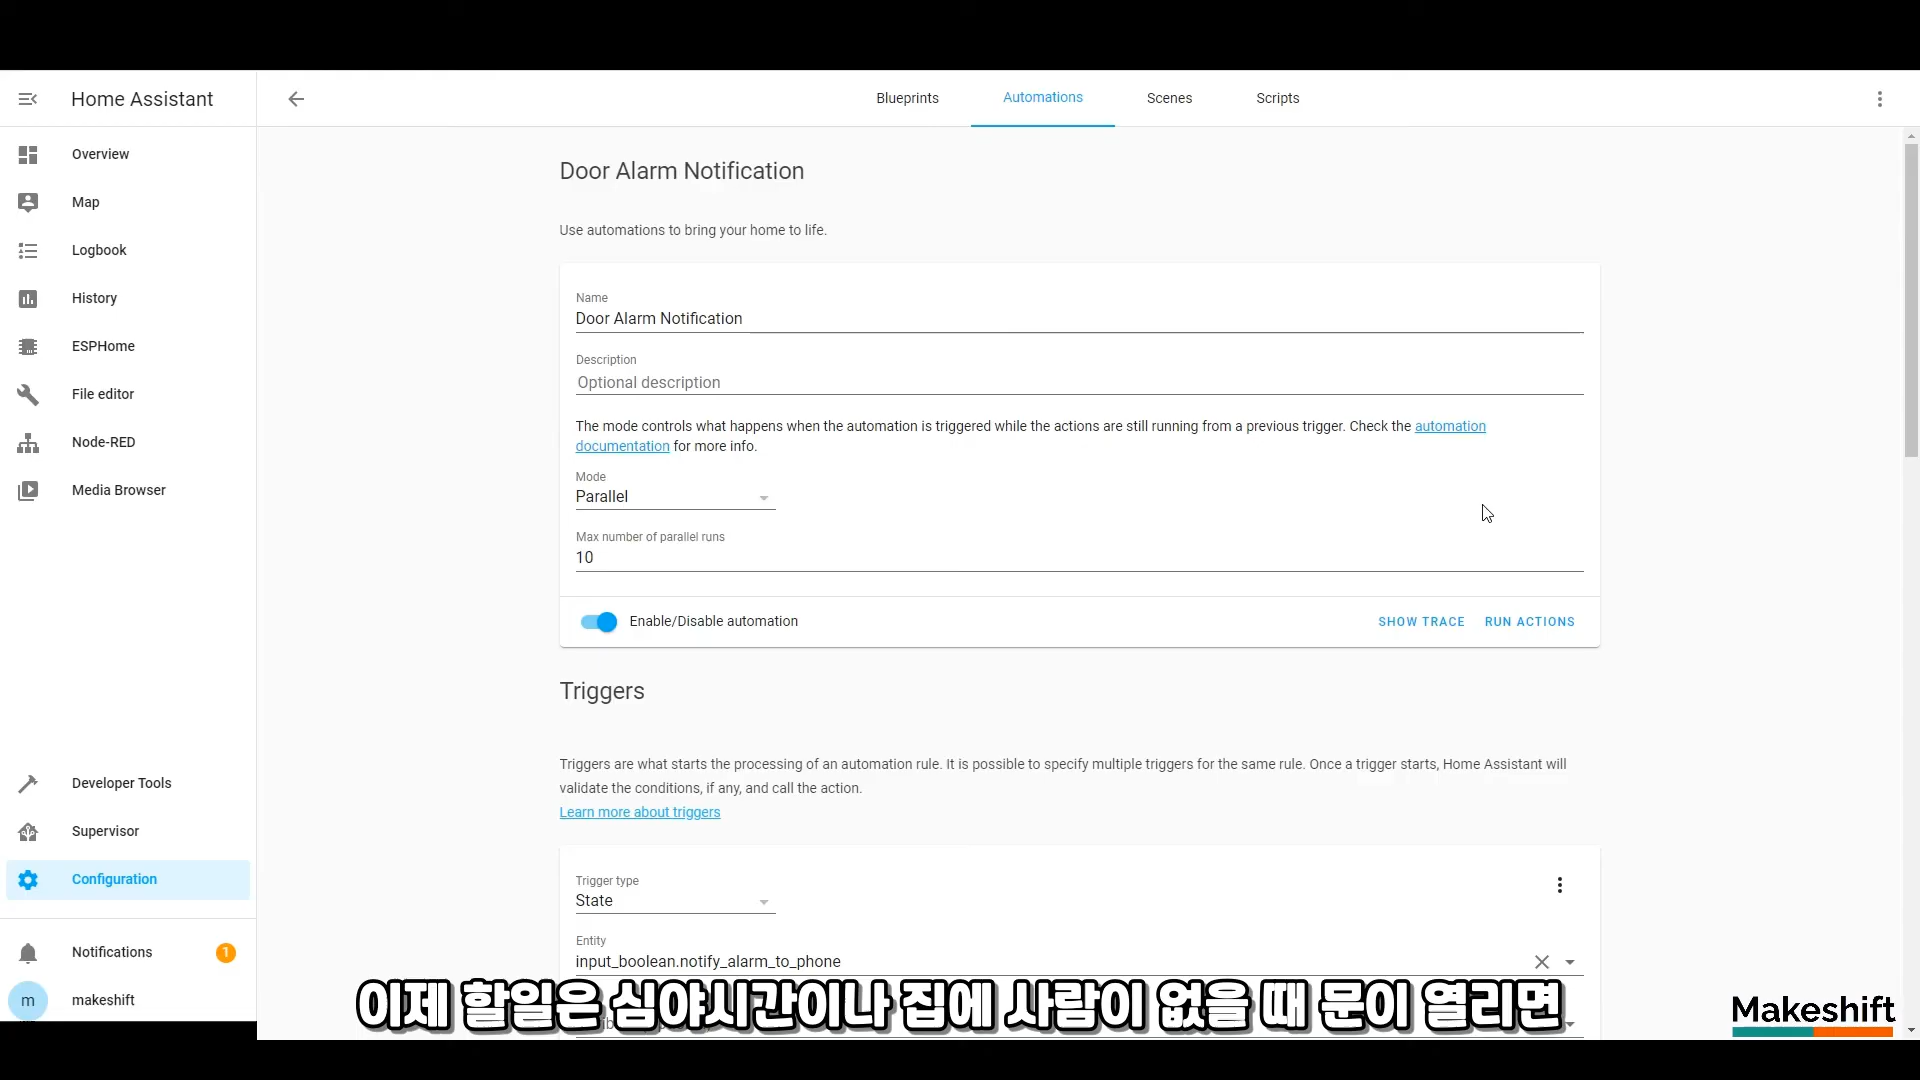 Home Assistant
Blueprints
Automations
Scenes
Scripts
Overview
Map
Logbook
History
ESPHome
File editor
Node-RED
Media Browser
Developer Tools
Supervisor
Configuration
Notifications
1
m
makeshift
Door Alarm Notification
Use automations to bring your home to life.
Name
Door Alarm Notification
Description
Optional description
The mode controls what happens when the automation is triggered while the actions are still running from a previous trigger. Check the automation
documentation for more info.
Mode
Parallel
Max number of parallel runs
10
Enable/Disable automation
SHOW TRACE
RUN ACTIONS
Triggers
Triggers are what starts the processing of an automation rule. It is possible to specify multiple triggers for the same rule. Once a trigger starts, Home Assistant will
validate the conditions, if any, and call the action.
Learn more about triggers
Trigger type
State
Entity
input_boolean.notify_alarm_to_phone
이제 할일은 심야시간이나 집에 사람이 없을 때 문이 열리면
Makeshift